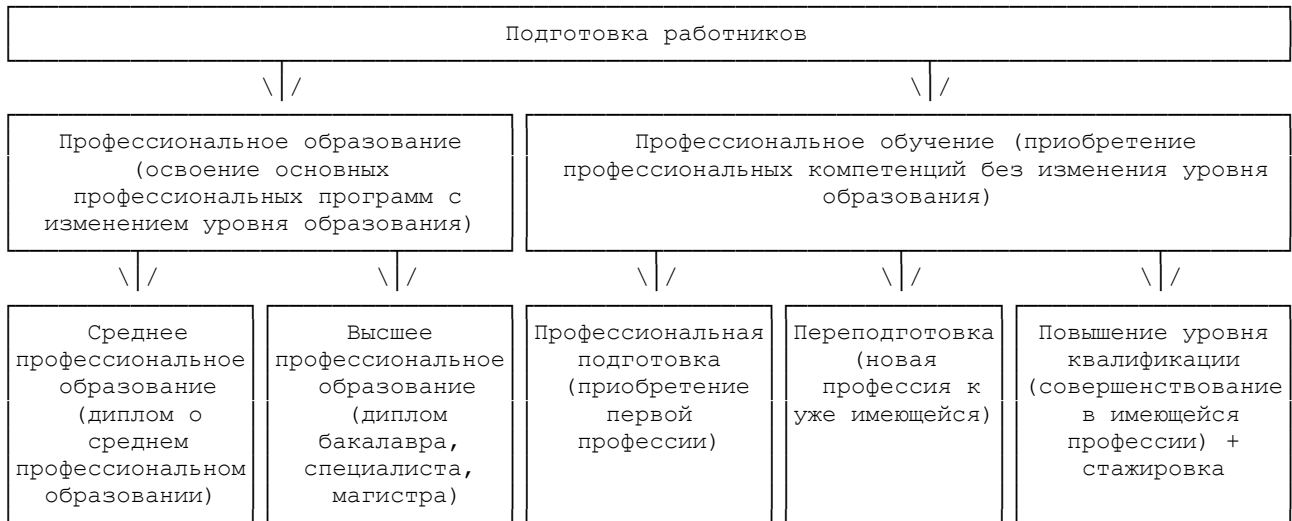 Подготовка работников
Профессиональное образование
(освоение основных
профессиональных программ с
изменением уровня образования)
Профессиональное обучение (приобретение
профессиональных компетенций без изменения уровня
образования)
Среднее
профессиональное
образование
(диплом о
среднем
профессиональном
образовании)
Высшее
профессиональное
образование
(диплом
бакалавра,
специалиста,
магистра)
Профессиональная
подготовка
(приобретение
первой
профессии)
Переподготовка
(новая
профессия к
уже имеющейся)
Повышение уровня
квалификации
(совершенствование
в имеющейся
профессии) +
стажировка